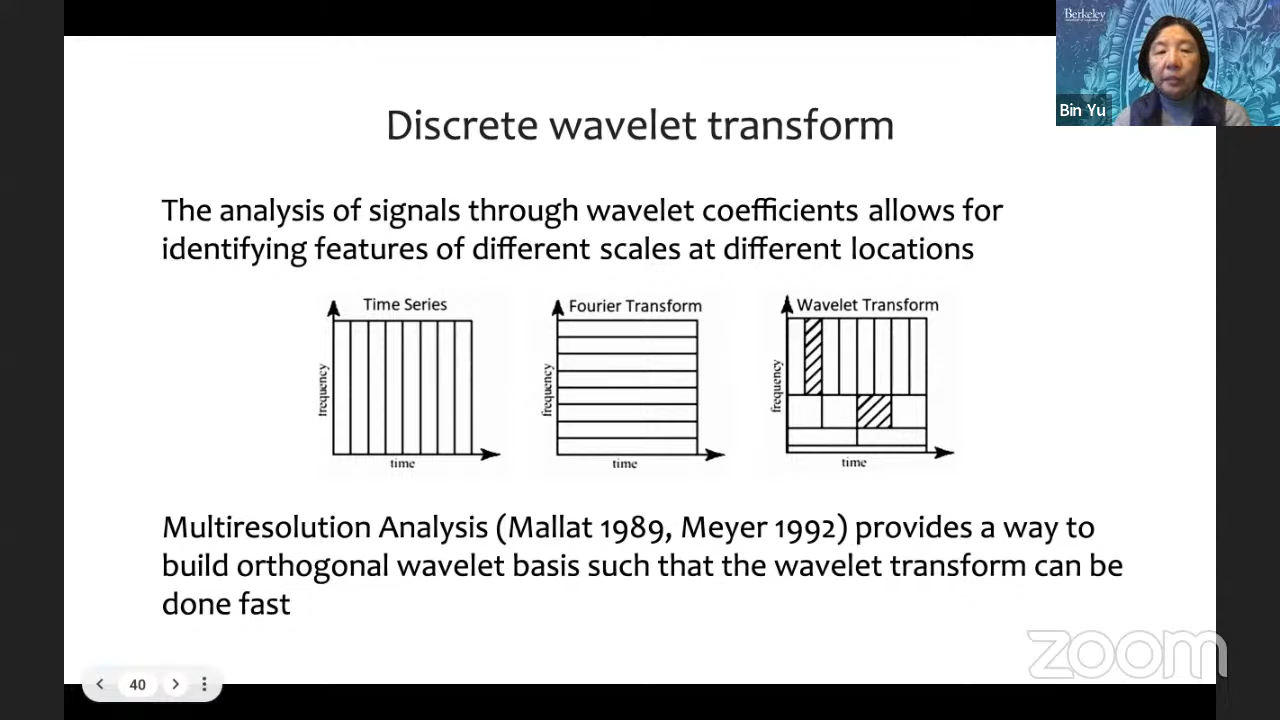 Berkeley
Bin Yu
Discrete wavelet transform
The analysis of signals through wavelet coefficients allows for
identifying features of different scales at different locations
Time Series
frequency
time
Fourier Transform
frequency
time
Wavelet Transform
frequency
time
Multiresolution Analysis (Mallat 1989, Meyer 1992) provides a way to
build orthogonal wavelet basis such that the wavelet transform can be
done fast
zoom
40